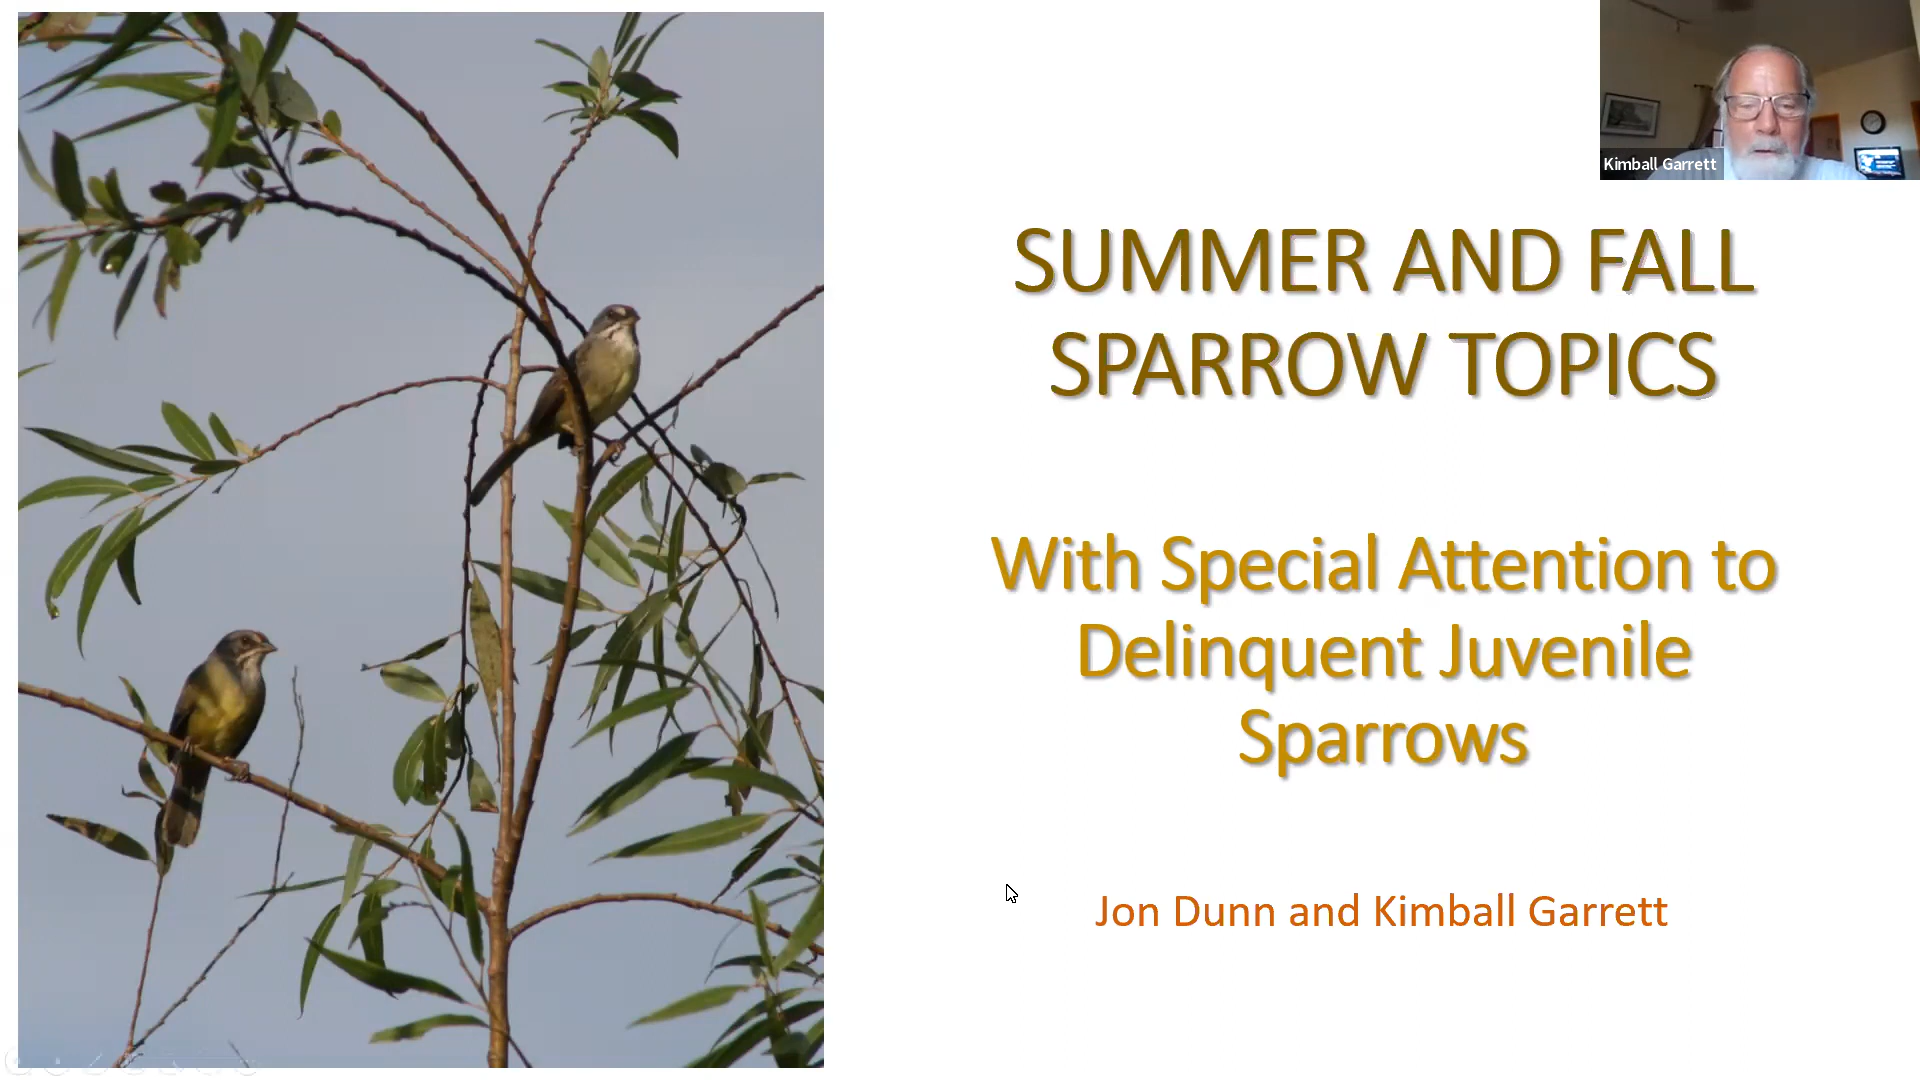 Kimball Garrett
SUMMER AND FALL
SPARROW TOPICS
With Special Attention to
Delinquent Juvenile
Sparrows
Jon Dunn and Kimball Garrett